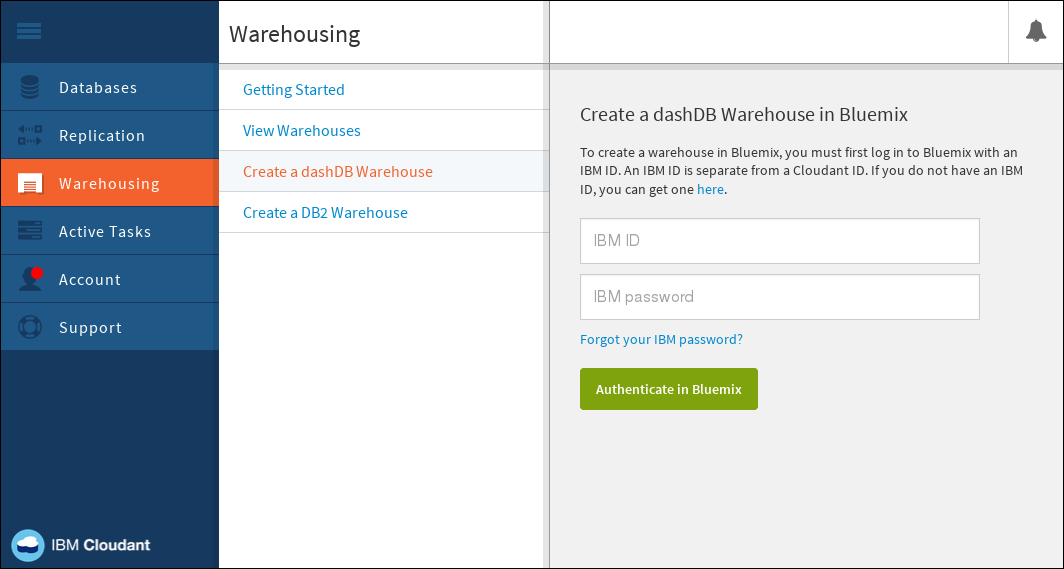 Databases
Replication
Warehousing
Active Tasks
Account
Support
IBM Cloudant
Warehousing
Getting Started
View Warehouses
Create a dashDB Warehouse
Create a DB2 Warehouse
Create a dashDB Warehouse in Bluemix
To create a warehouse in Bluemix, you must first log in to Bluemix with an
IBM ID. An IBM ID is separate from a Cloudant ID. If you do not have an IBM
ID, you can get one here.
IBM ID
IBM password
Forgot your IBM password?
Authenticate in Bluemix